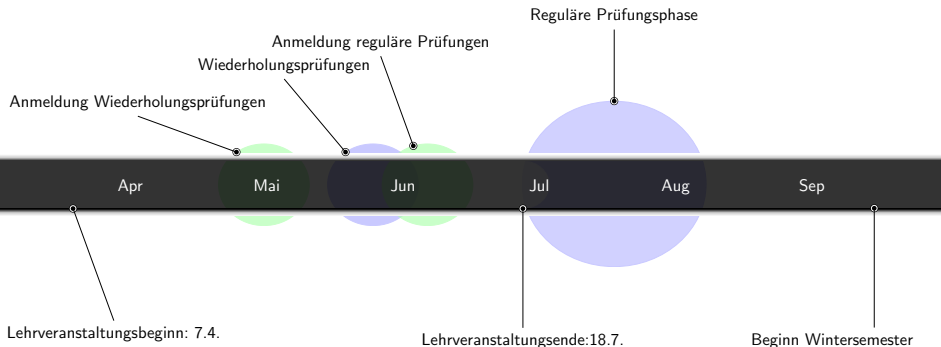 Reguläre Prüfungsphase
Anmeldung reguläre Prüfungen
Wiederholungsprüfungen
Anmeldung Wiederholungsprüfungen
Apr Mai Jun Jul Aug Sep
Lehrveranstaltungsbeginn: 7.4.
Lehrveranstaltungsende:18.7.
Beginn Wintersemester